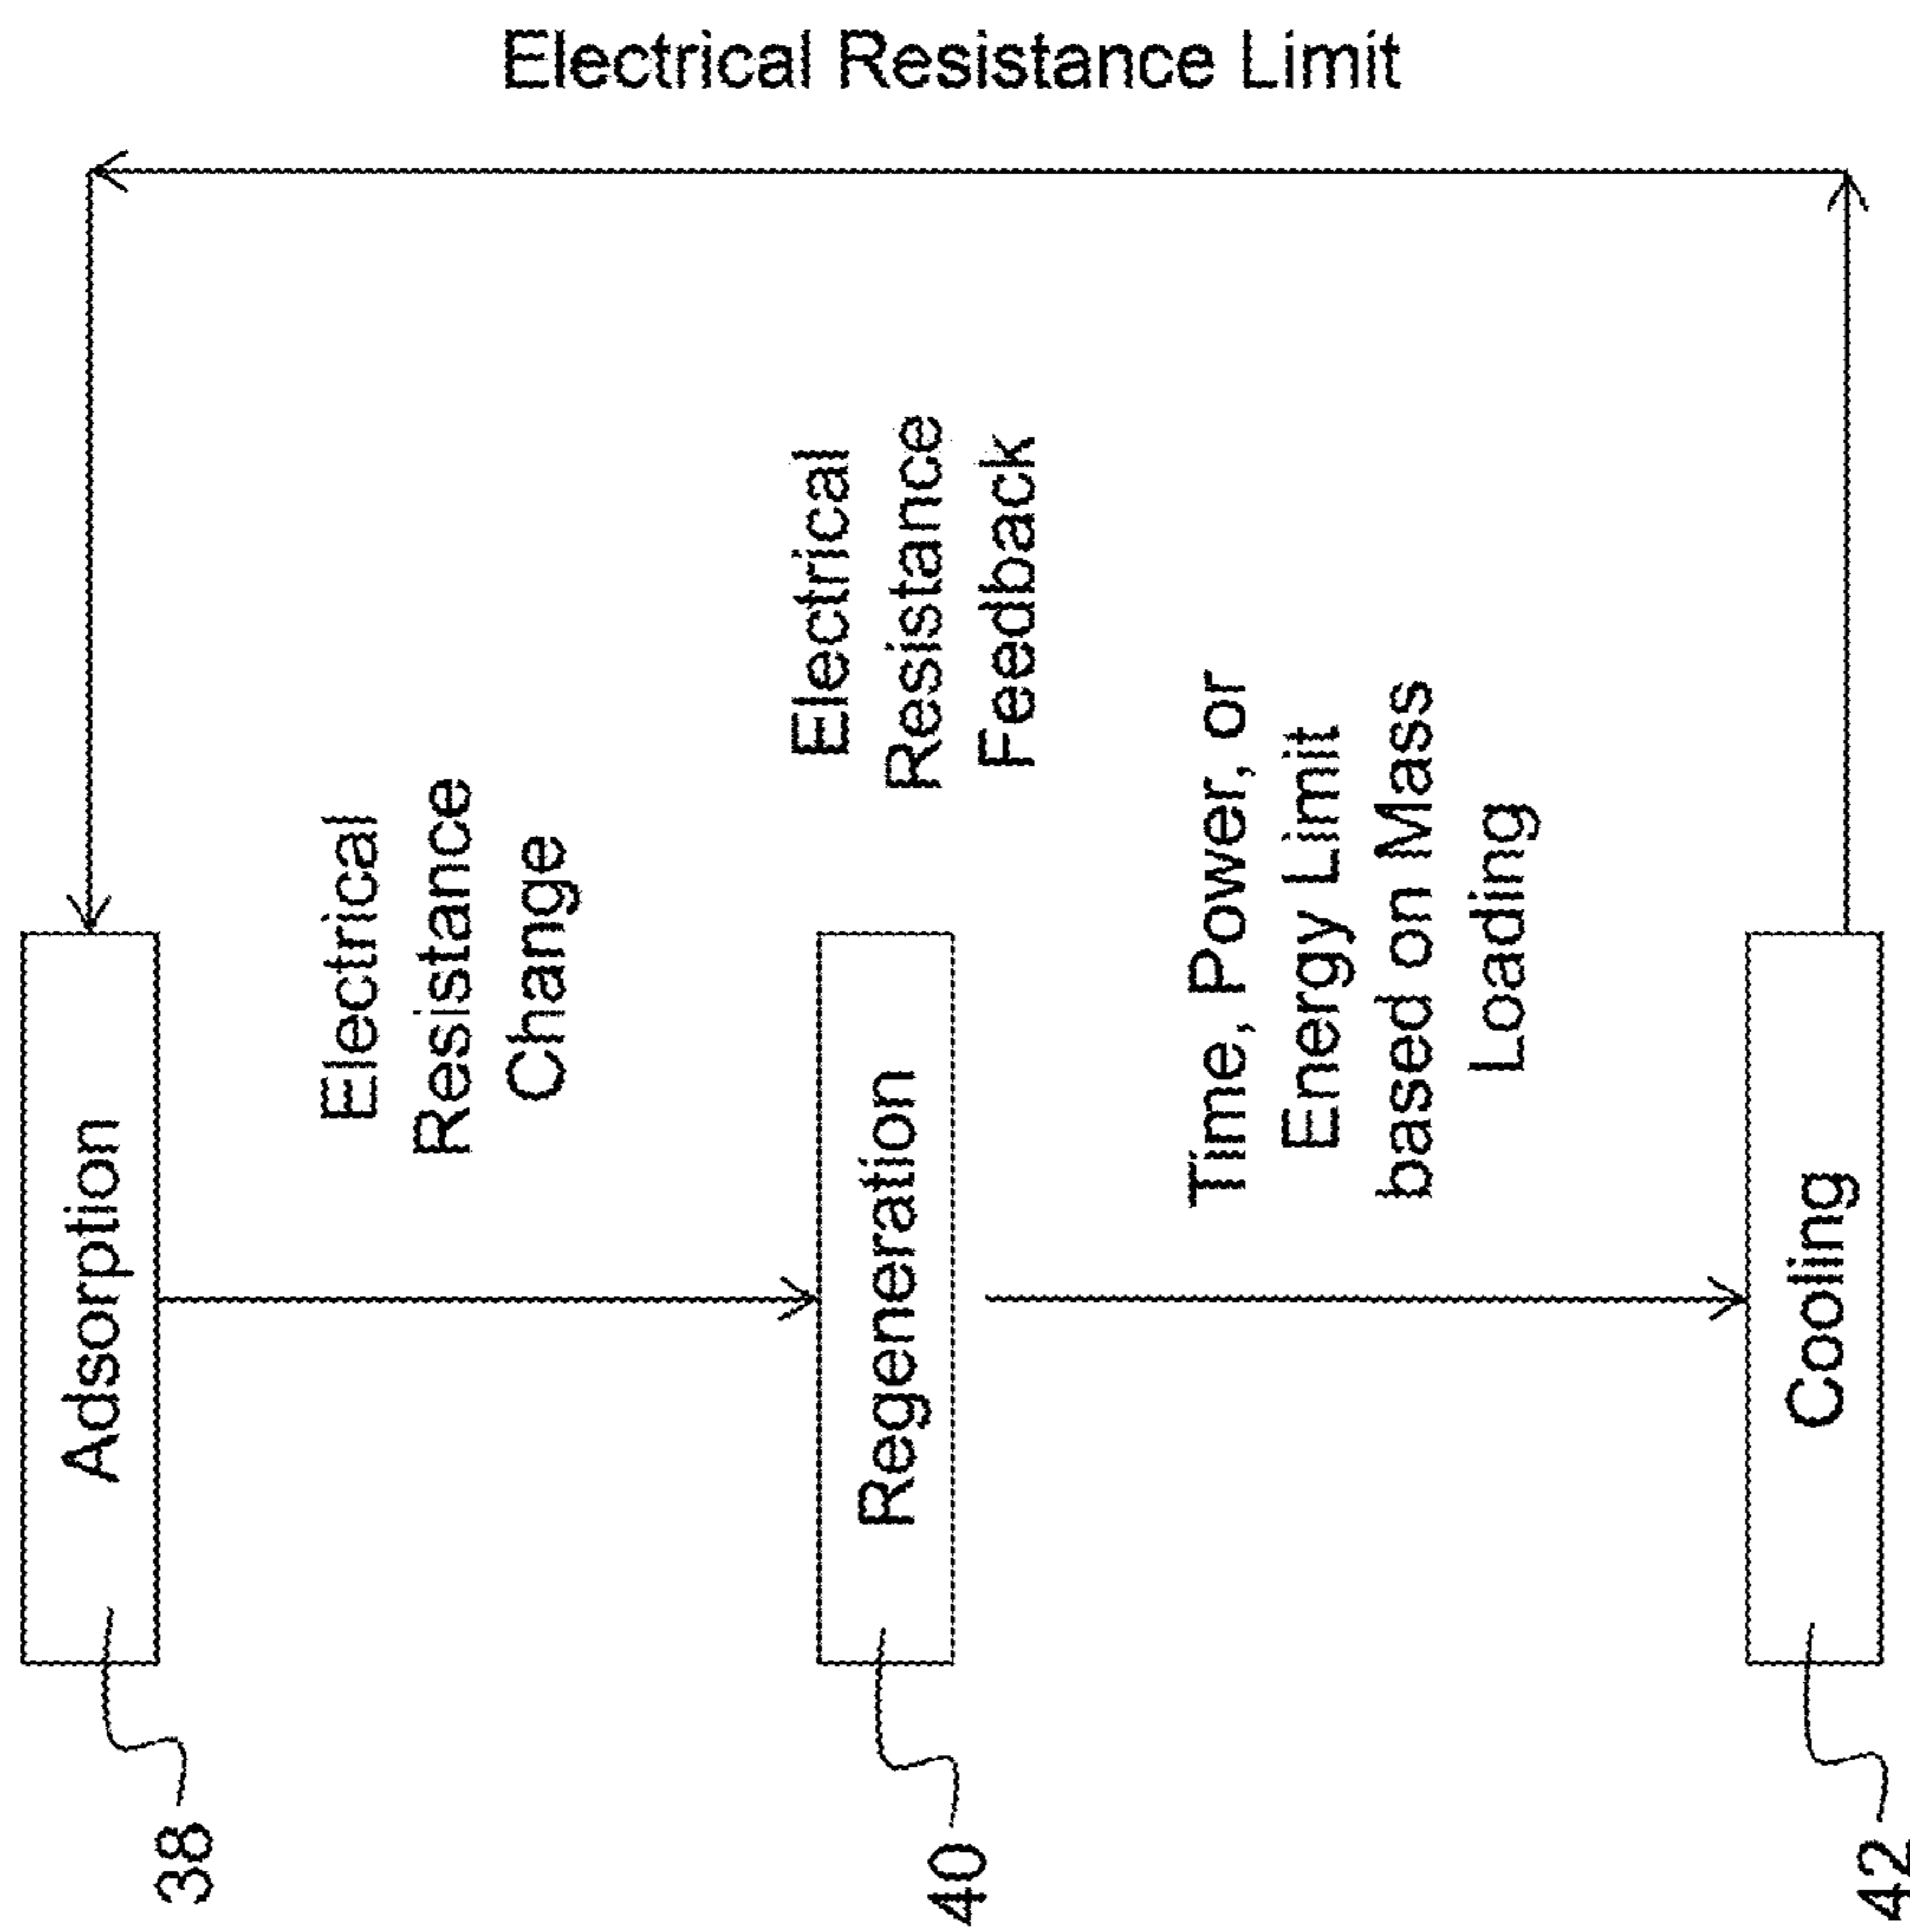 Electrical Resistance Limit
38
Adsorption
Electrical
Resistance
Change
40
Regeneration
Electrical
Resistance
Feedback
Time, Power, or
Energy Limit
based on Mass
Loading
42
Cooling